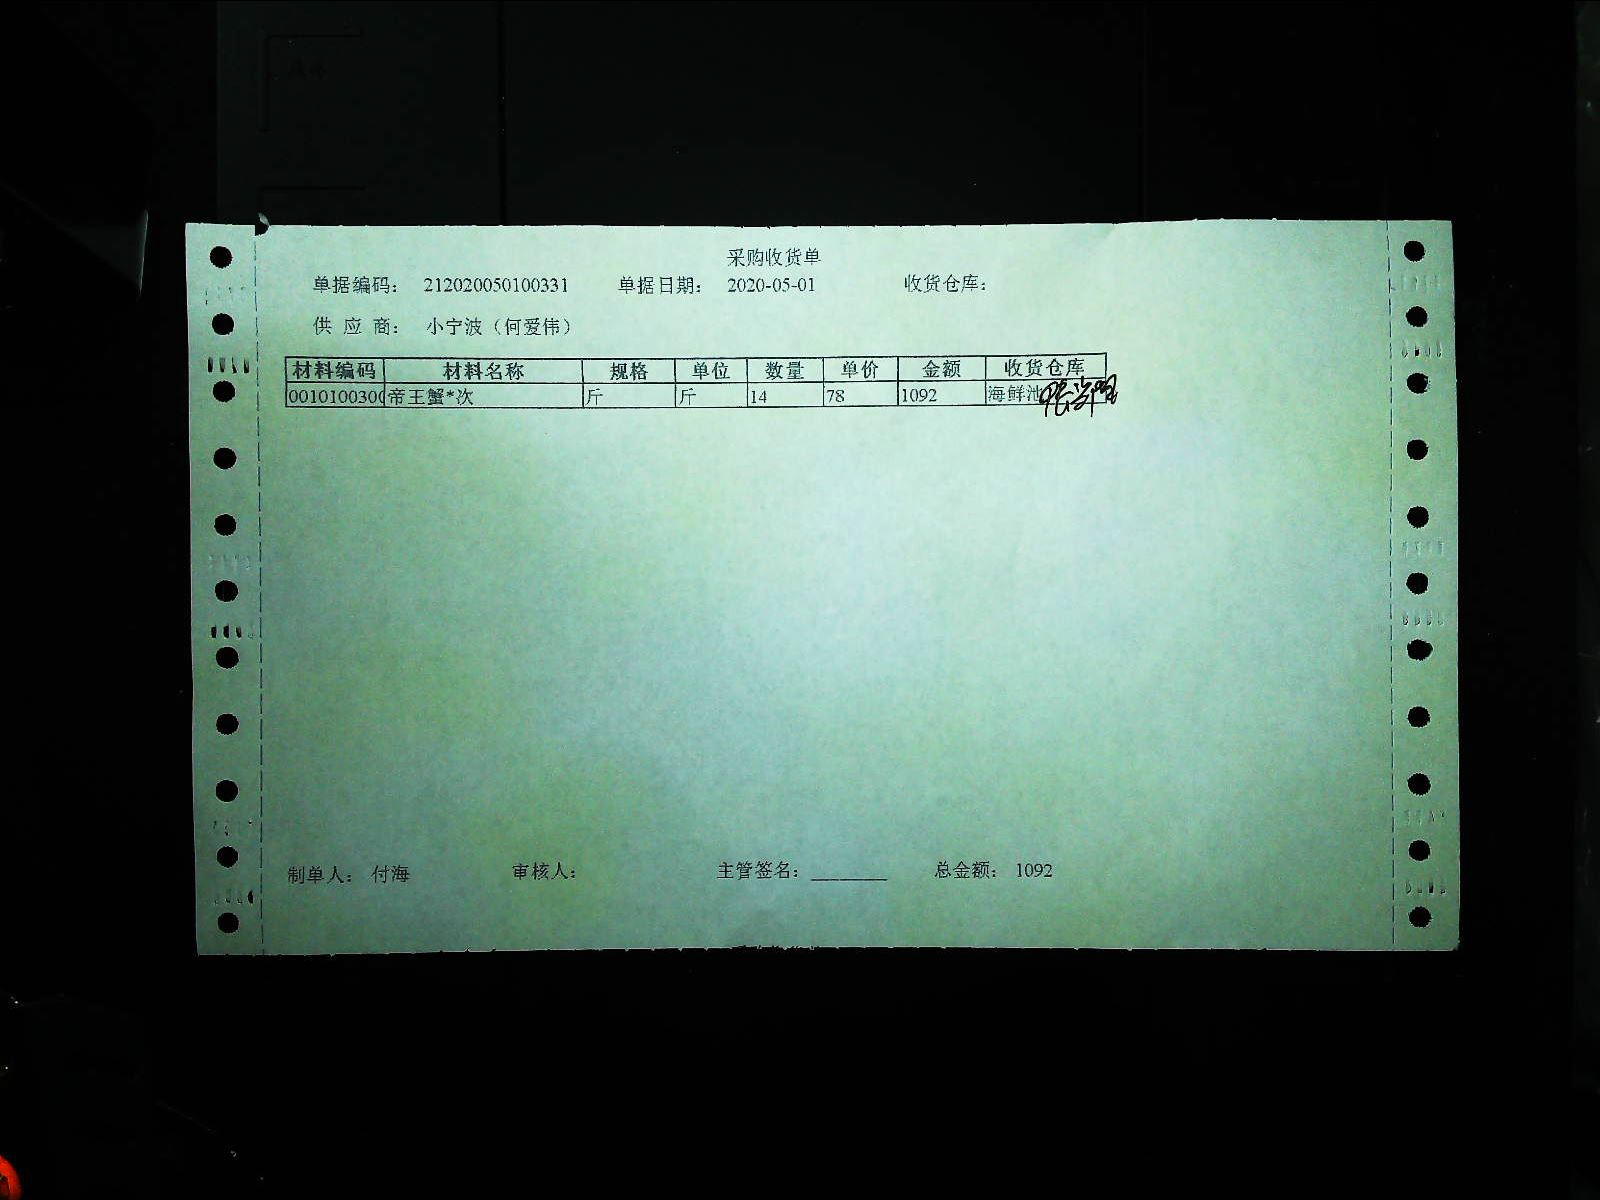 采购收货单
单据编码： 212020050100331 单据日期： 2020-05-01 收货仓库：
供 应 商： 小宁波（何爱伟）
材料编码 材料名称 规格 单位 数量 单价 金额 收货仓库
0010100300 帝王蟹*次 斤 斤 14 78 1092 海鲜池
制单人： 付海 审核人： 主管签名：________ 总金额： 1092